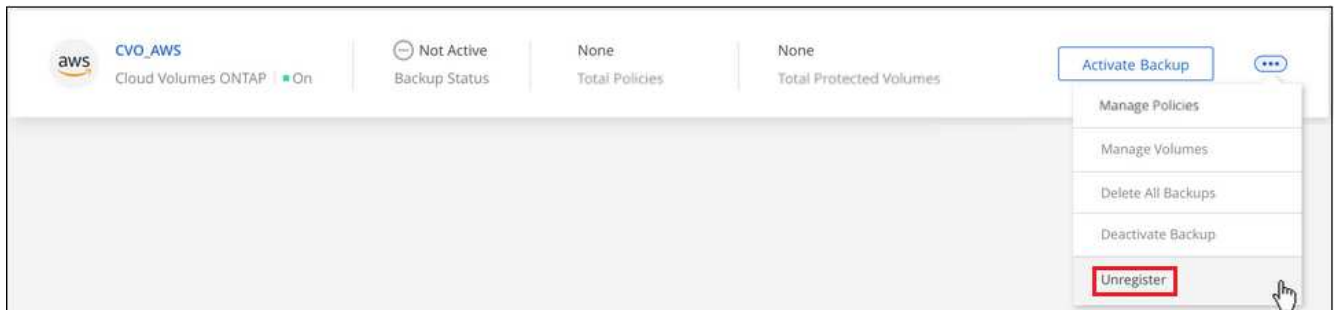 aws
CVO_AWS
Cloud Volumes ONTAP | On
Not Active
Backup Status
None
Total Policies
None
Total Protected Volumes
Activate Backup
Manage Policies
Manage Volumes
Delete All Backups
Deactivate Backup
Unregister